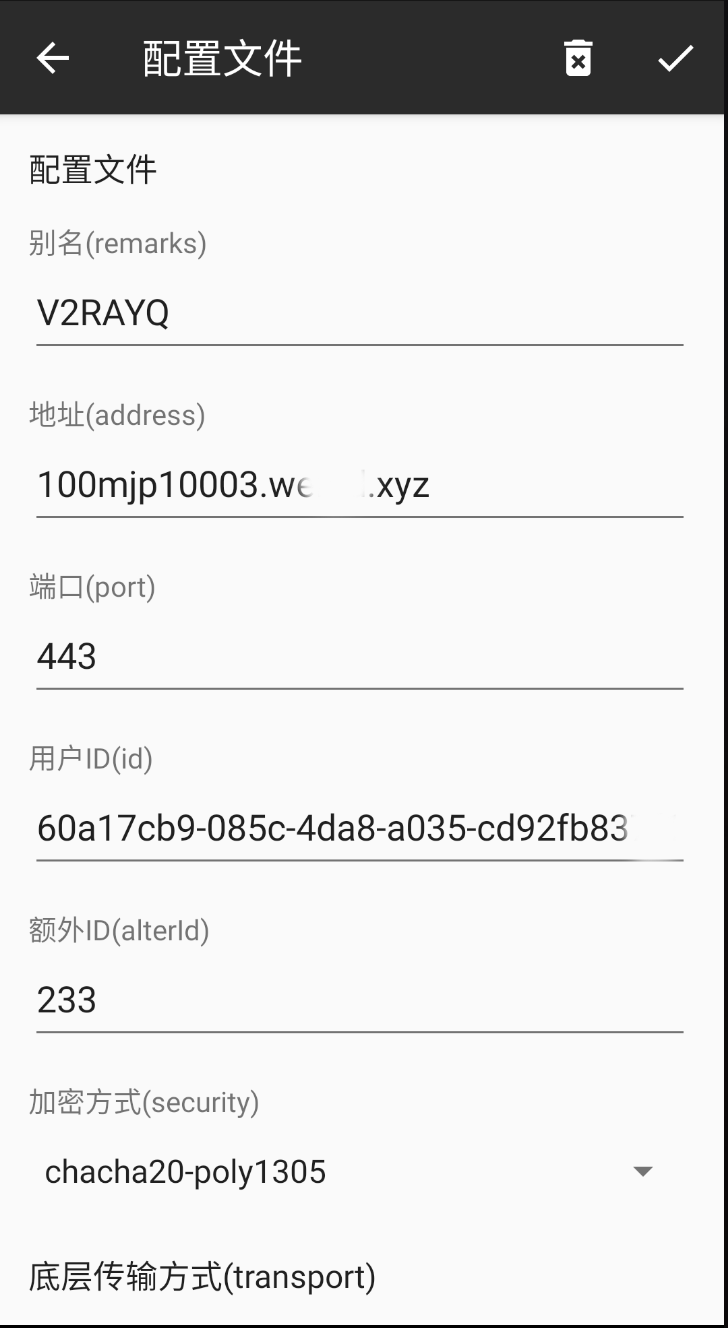 配置文件
配置文件
别名(remarks)
V2RAYQ
地址(address)
100mjp10003.we .xyz
端口(port)
443
用户ID(id)
60a17cb9-085c-4da8-a035-cd92fb83
额外ID(alterId)
233
加密方式(security)
chacha20-poly1305
底层传输方式(transport)